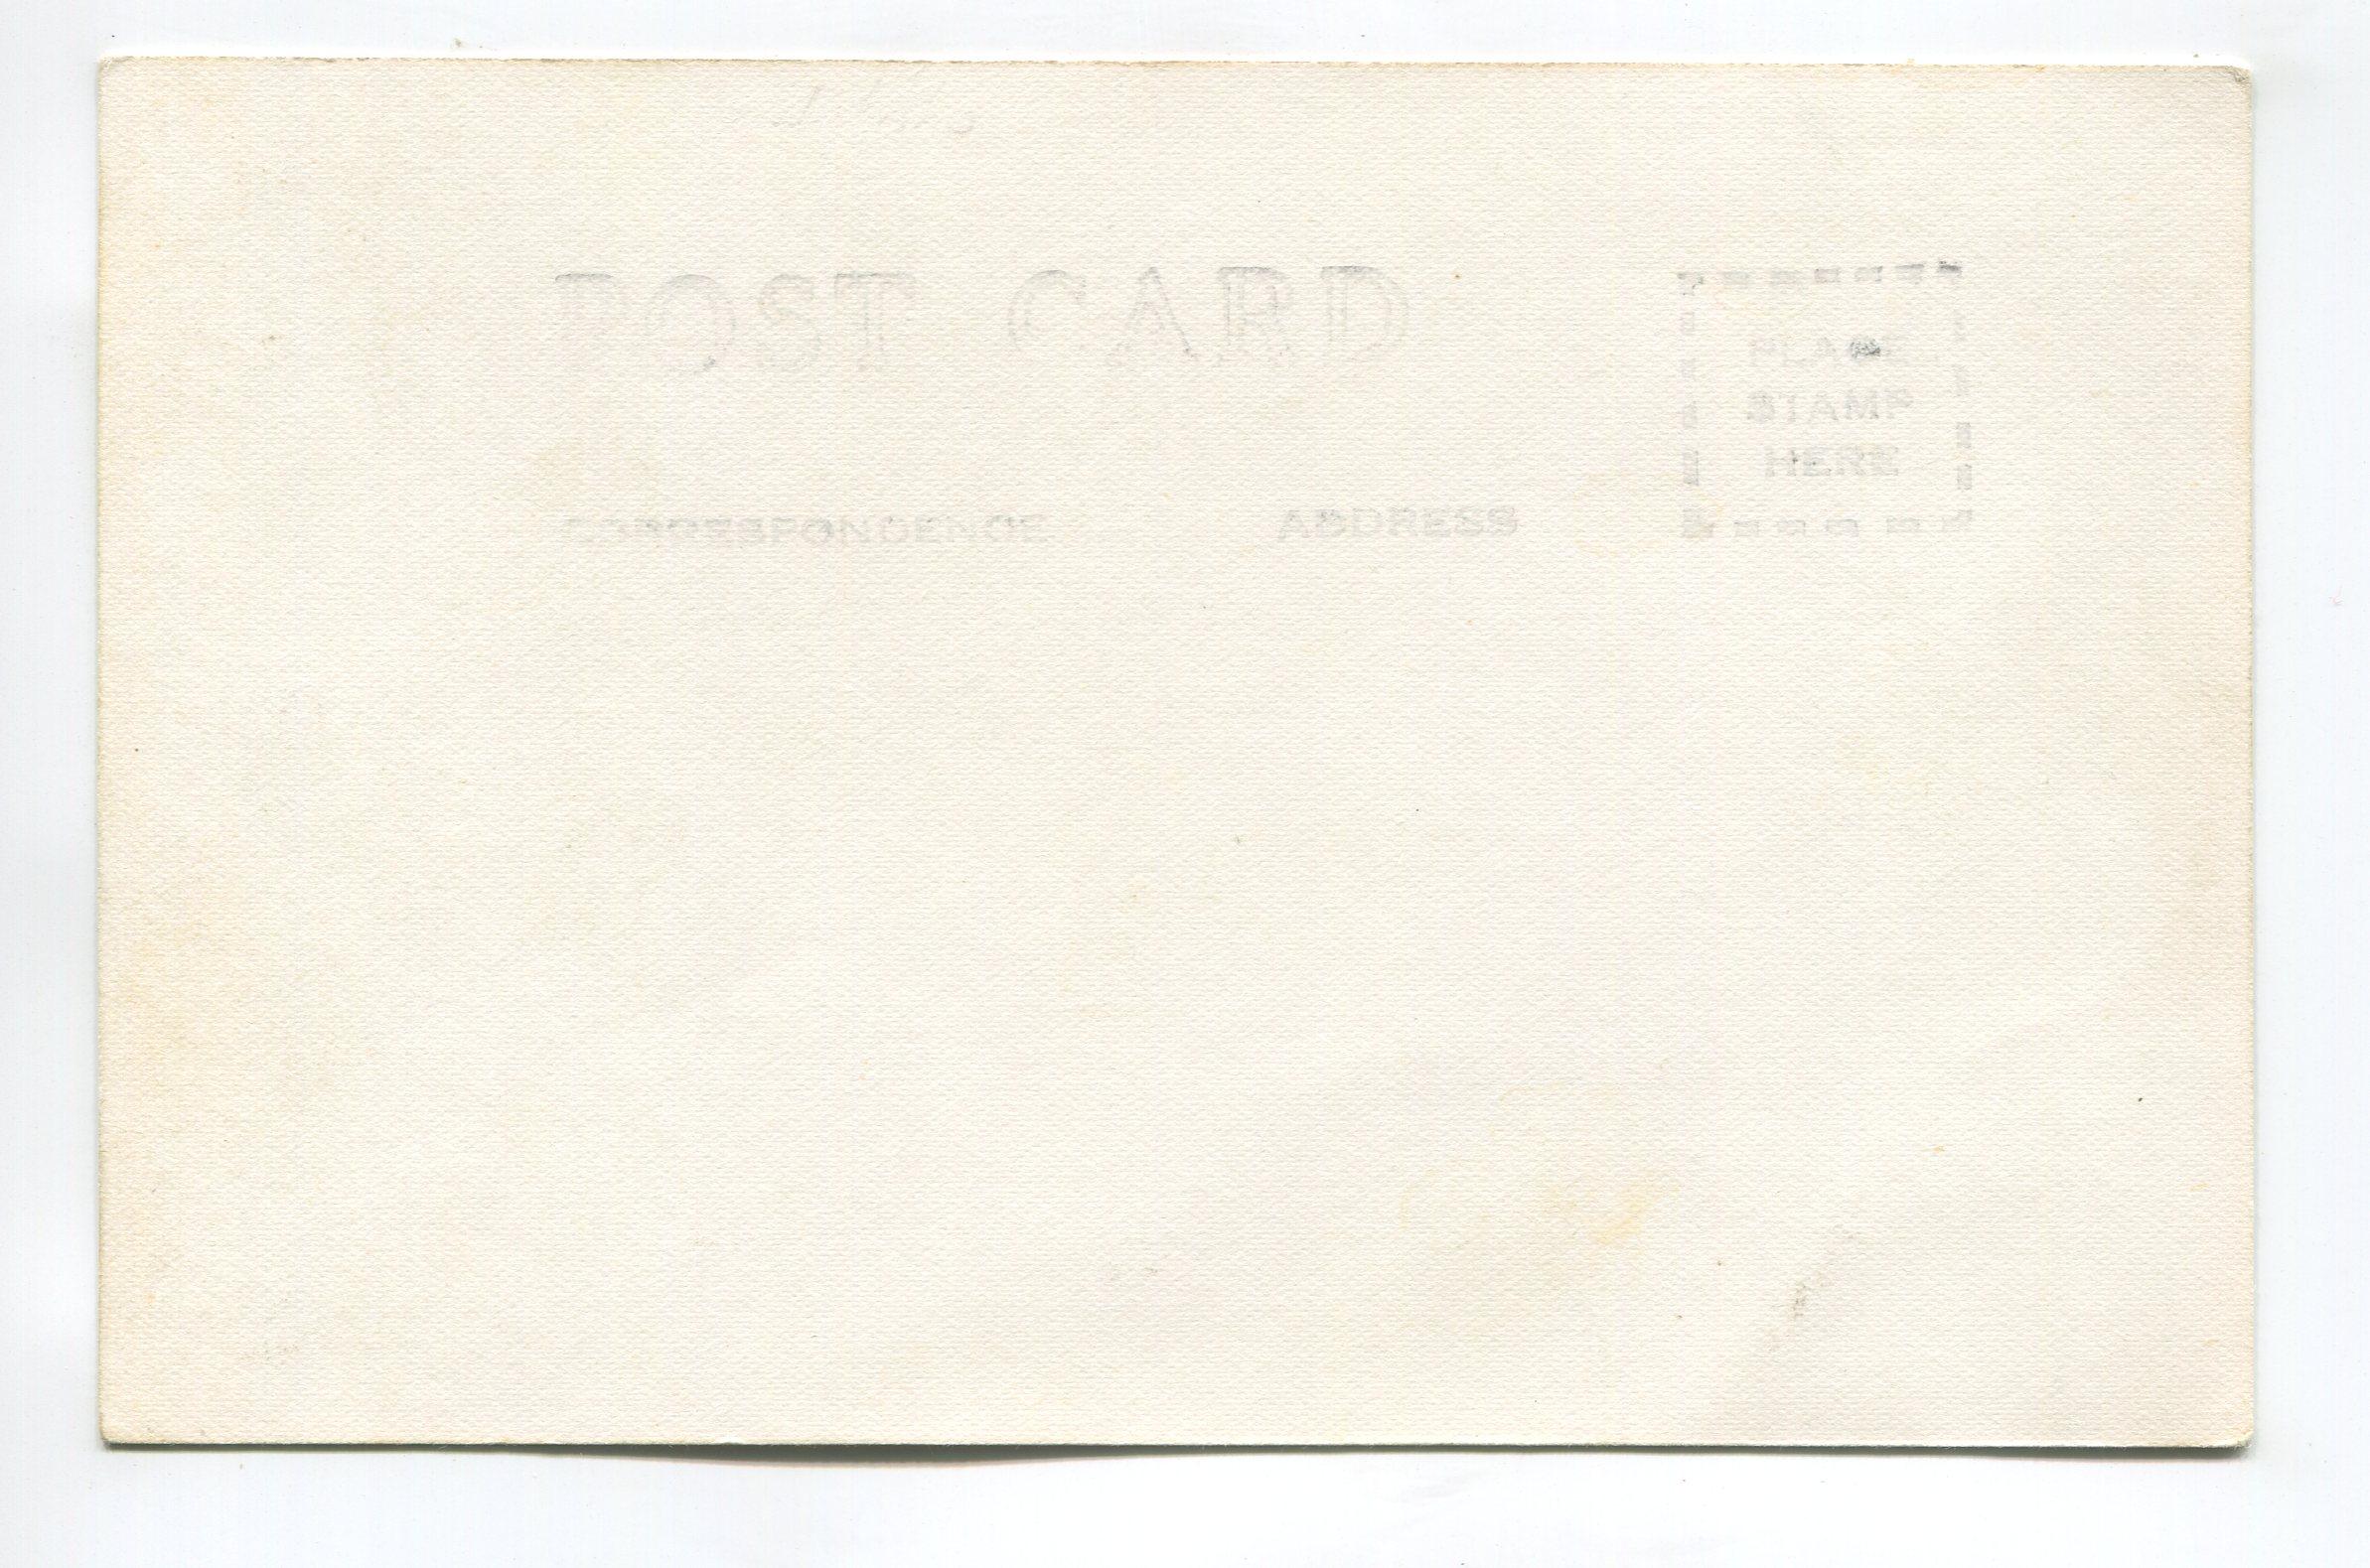 POST CARD
PLACE
STAMP
HERE
CORRESPONDENCE
ADDRESS